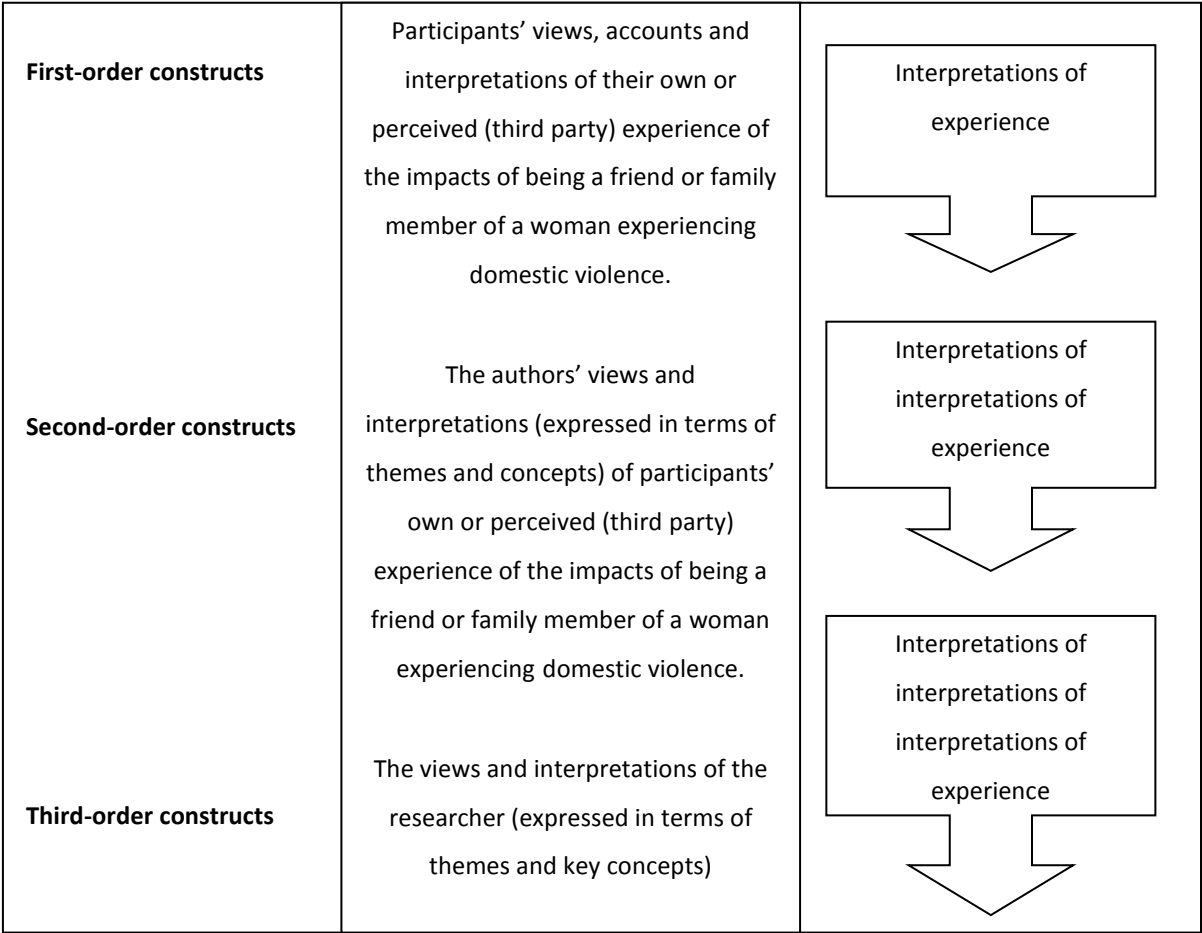 First-order constructs
Participants’ views, accounts and
interpretations of their own or
perceived (third party) experience of
the impacts of being a friend or family
member of a woman experiencing
domestic violence.
Interpretations of
experience
Second-order constructs
The authors’ views and
interpretations (expressed in terms of
themes and concepts) of participants’
own or perceived (third party)
experience of the impacts of being a
friend or family member of a woman
experiencing domestic violence.
Interpretations of
interpretations of
experience
Third-order constructs
The views and interpretations of the
researcher (expressed in terms of
themes and key concepts)
Interpretations of
interpretations of
interpretations of
experience